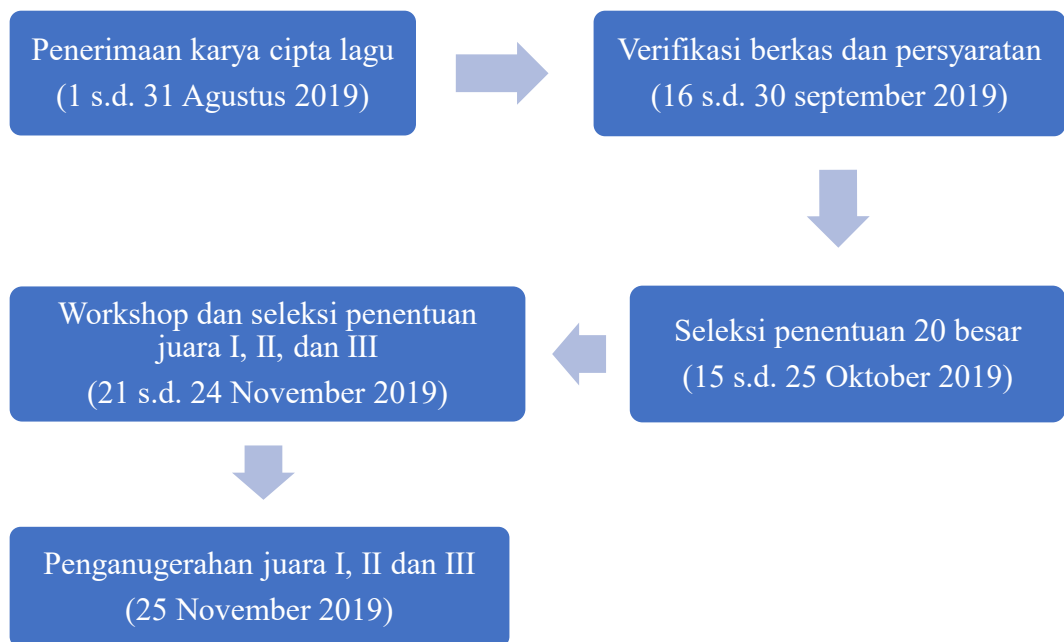 Penerimaan karya cipta lagu
(1 s.d. 31 Agustus 2019)
Verifikasi berkas dan persyaratan
(16 s.d. 30 september 2019)
Seleksi penentuan 20 besar
(15 s.d. 25 Oktober 2019)
Workshop dan seleksi penentuan
juara I, II, dan III
(21 s.d. 24 November 2019)
Penganugerahan juara I, II dan III
(25 November 2019)